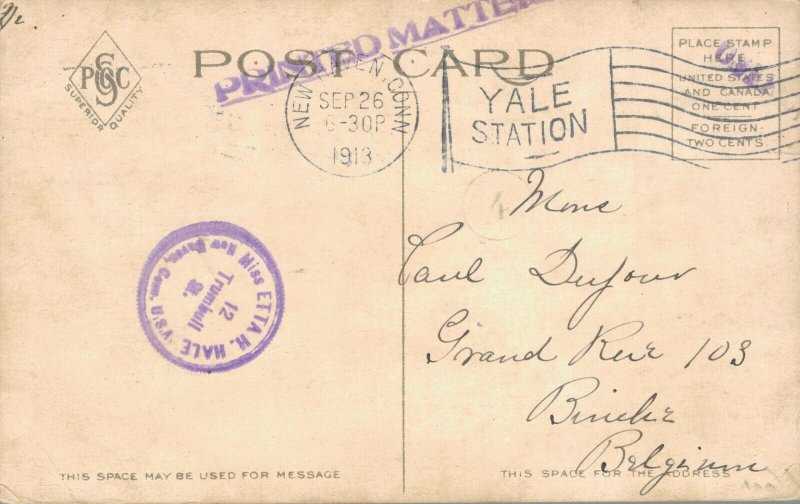 PRINTED MATTER
POST CARD
P S C
SUPERIOR QUALITY
NEW HAVEN, CONN
SEP 26
6-30P
1913
YALE
STATION
PLACE STAMP
HERE
UNITED STATES
AND CANADA
ONE CENT
FOREIGN
TWO CENTS
4
Mons
Paul Dufour
Grand Rue 103
Binche
Belgium
Miss ETTA H. HALE
12
Trumbull
St.
New Haven, Conn.
THIS SPACE MAY BE USED FOR MESSAGE
THIS SPACE FOR THE ADDRESS